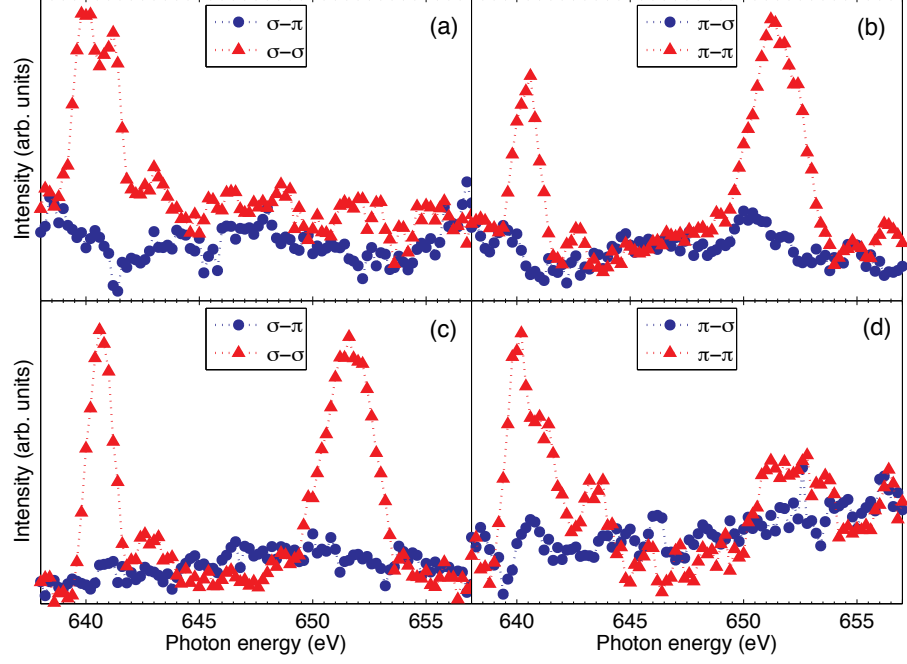 σ−π
σ−σ
(a)
π−σ
π−π
(b)
Intensity (arb. units)
σ−π
σ−σ
(c)
π−σ
π−π
(d)
Intensity (arb. units)
640 645 650 655 640 645 650 655
Photon energy (eV) Photon energy (eV)